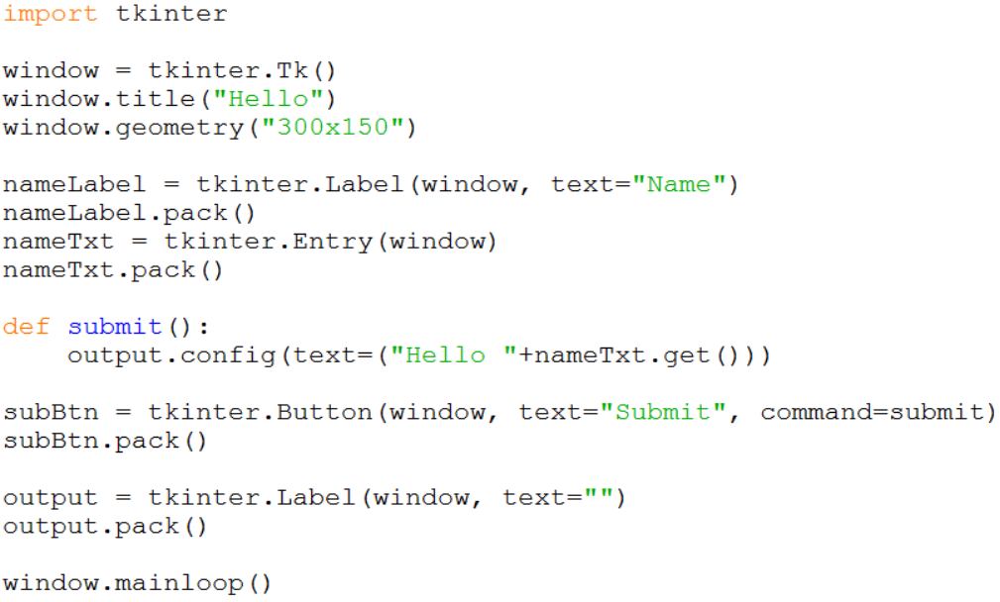 import tkinter
window = tkinter.Tk()
window.title("Hello")
window.geometry("300x150")
nameLabel = tkinter.Label(window, text="Name")
nameLabel.pack()
nameTxt = tkinter.Entry(window)
nameTxt.pack()
def submit():
    output.config(text=("Hello "+nameTxt.get()))
subBtn = tkinter.Button(window, text="Submit", command=submit)
subBtn.pack()
output = tkinter.Label(window, text="")
output.pack()
window.mainloop()